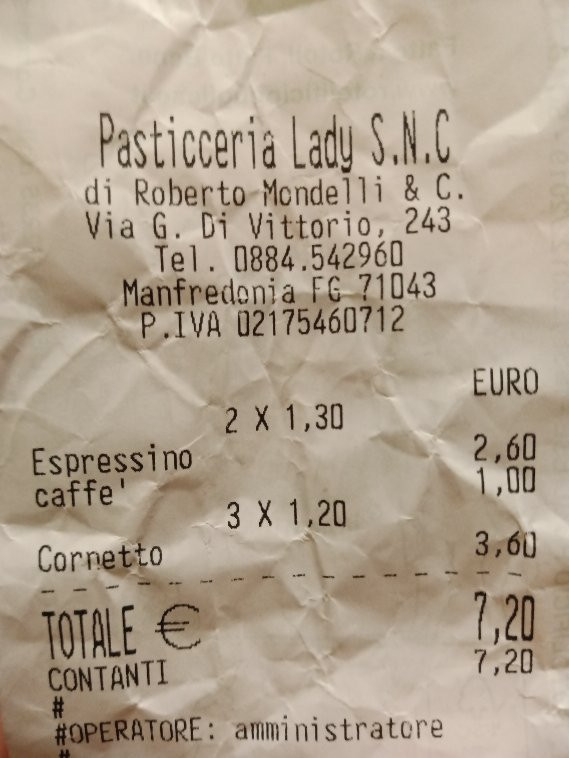 Pasticceria Lady S.N.C
di Roberto Mondelli & C.
Via G. Di Vittorio, 243
Tel. 0884.542960
Manfredonia FG 71043
P.IVA 02175460712
EURO
2 X 1,30
Espressino 2,60
caffe' 1,00
3 X 1,20
Cornetto 3,60
TOTALE € 7,20
CONTANTI 7,20
#
#OPERATORE: amministratore
#